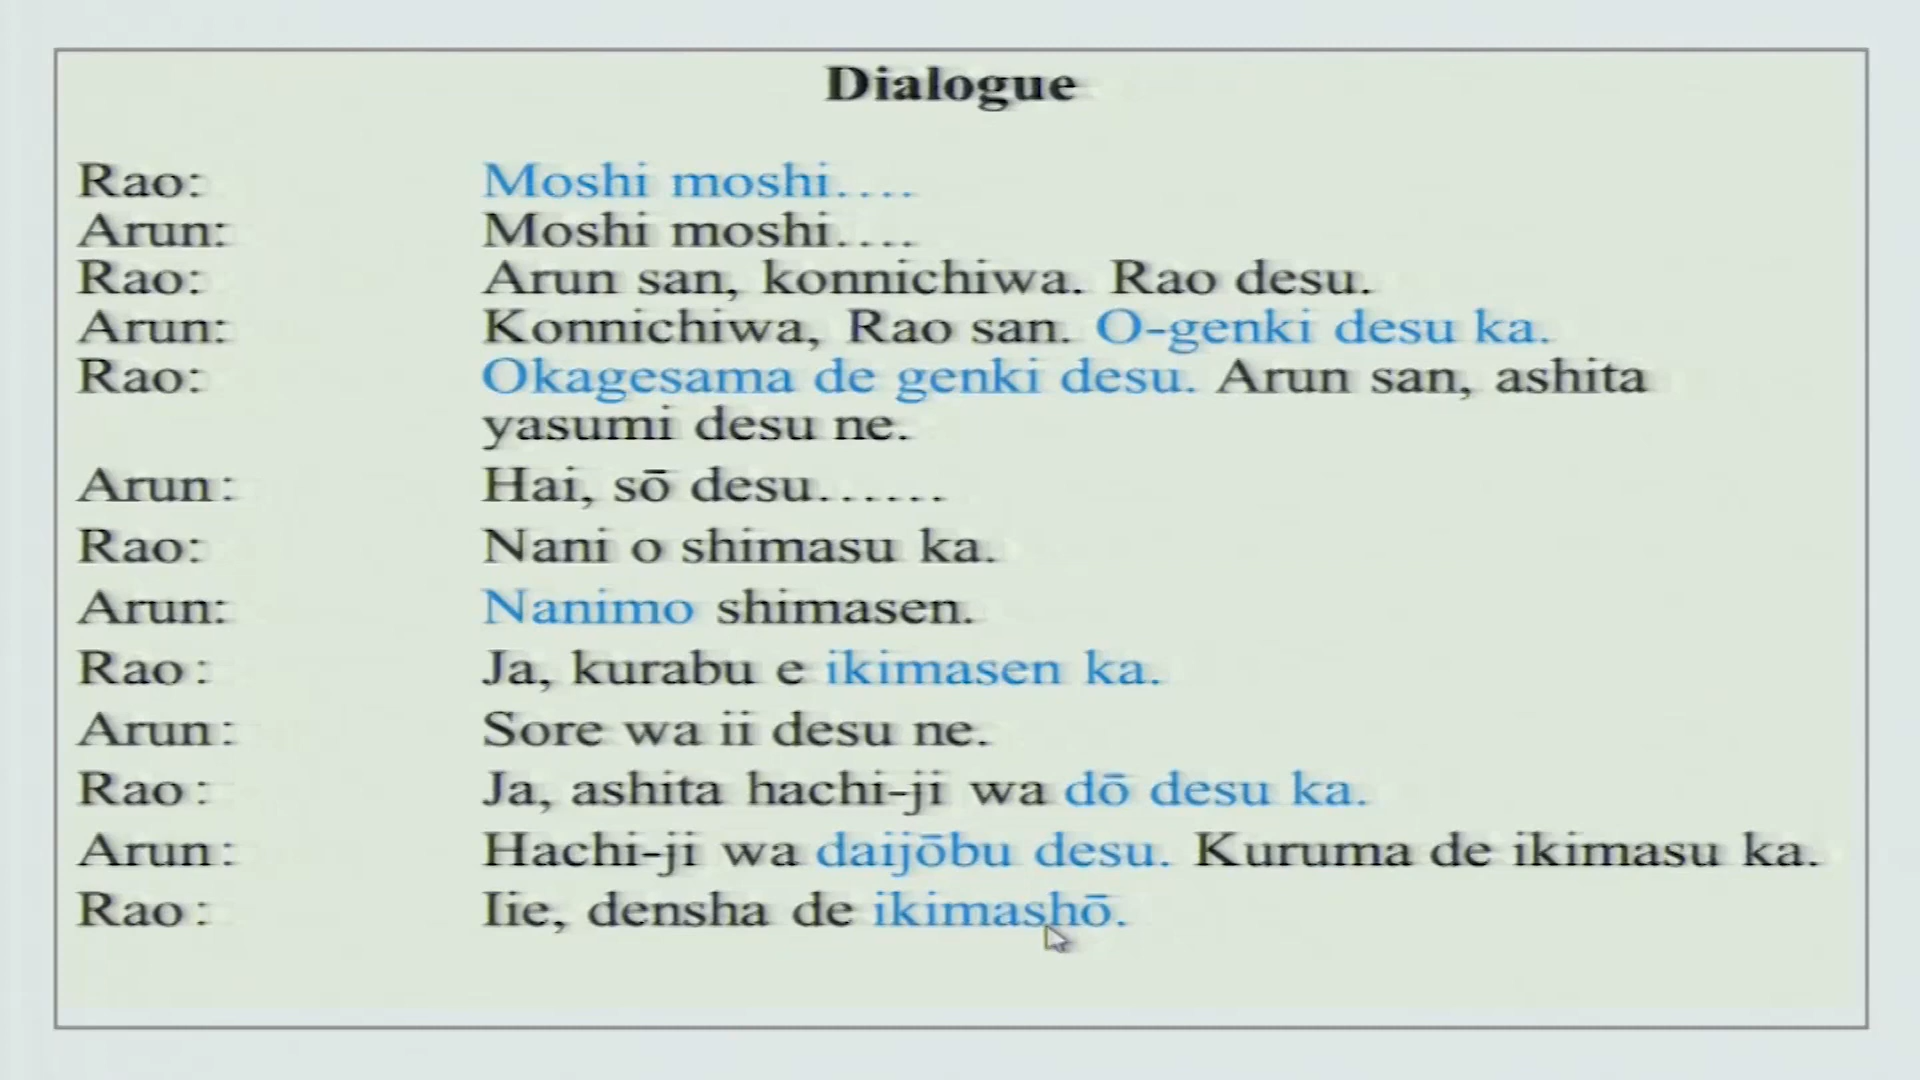 Dialogue
Rao: Moshi moshi....
Arun: Moshi moshi....
Rao: Arun san, konnichiwa. Rao desu.
Arun: Konnichiwa, Rao san. O-genki desu ka.
Rao: Okagesama de genki desu. Arun san, ashita
yasumi desu ne.
Arun: Hai, sō desu......
Rao: Nani o shimasu ka.
Arun: Nanimo shimasen.
Rao : Ja, kurabu e ikimasen ka.
Arun : Sore wa ii desu ne.
Rao : Ja, ashita hachi-ji wa dō desu ka.
Arun : Hachi-ji wa daijōbu desu. Kuruma de ikimasu ka.
Rao : Iie, densha de ikimashō.